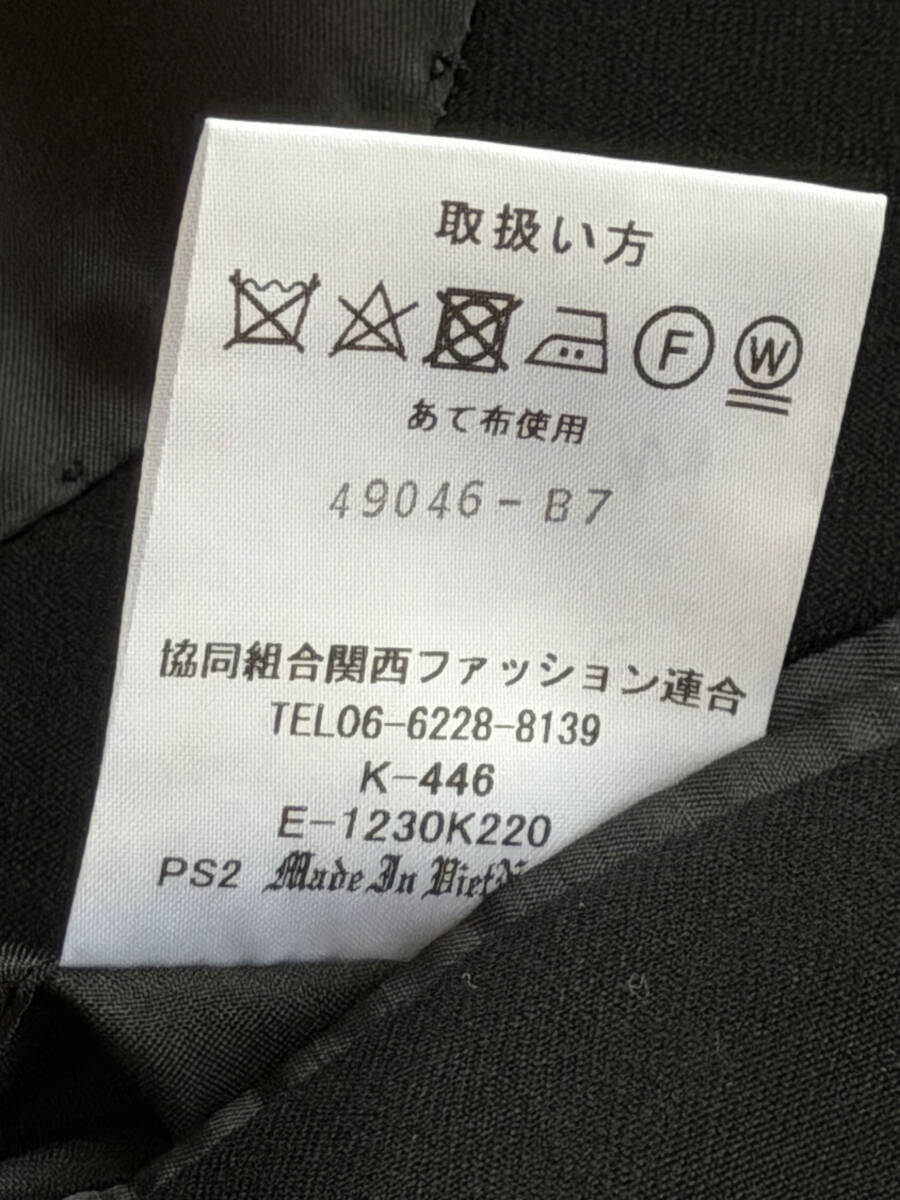 取扱い方
F W
あて布使用
49046-B7
協同組合関西ファッション連合
TEL06-6228-8139
K-446
E-1230K220
PS2 Made In